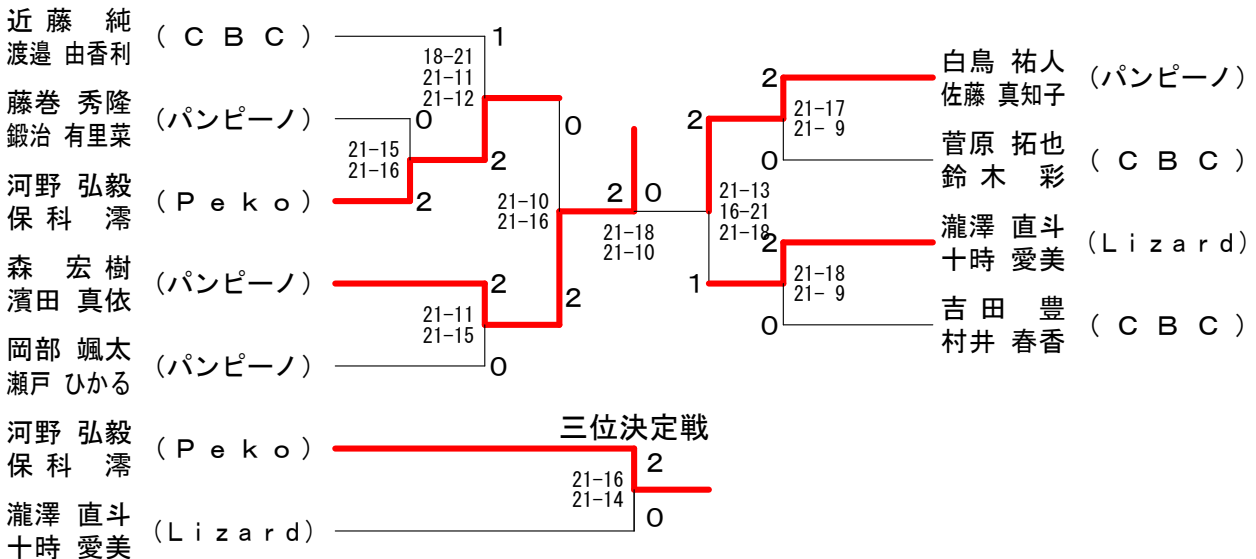 近藤 純
渡邉 由香利
(CBC)
1
18-21
21-11
21-12
藤巻 秀隆
鍛治 有里菜
(パンピーノ)
0
21-15
21-16
2
河野 弘毅
保科 澪
(Peko)
2
0
21-10
21-16
2
森 宏樹
濱田 真依
(パンピーノ)
2
21-11
21-15
岡部 颯太
瀬戸 ひかる
(パンピーノ)
0
2 0
21-18
21-10
白鳥 祐人
佐藤 真知子
(パンピーノ)
2
21-17
21- 9
菅原 拓也
鈴木 彩
(CBC)
0
2
21-13
16-21
21-18
1
瀧澤 直斗
十時 愛美
(Lizard)
2
21-18
21- 9
吉田 豊
村井 春香
(CBC)
0
三位決定戦
河野 弘毅
保科 澪
(Peko)
2
21-16
21-14
瀧澤 直斗
十時 愛美
(Lizard)
0